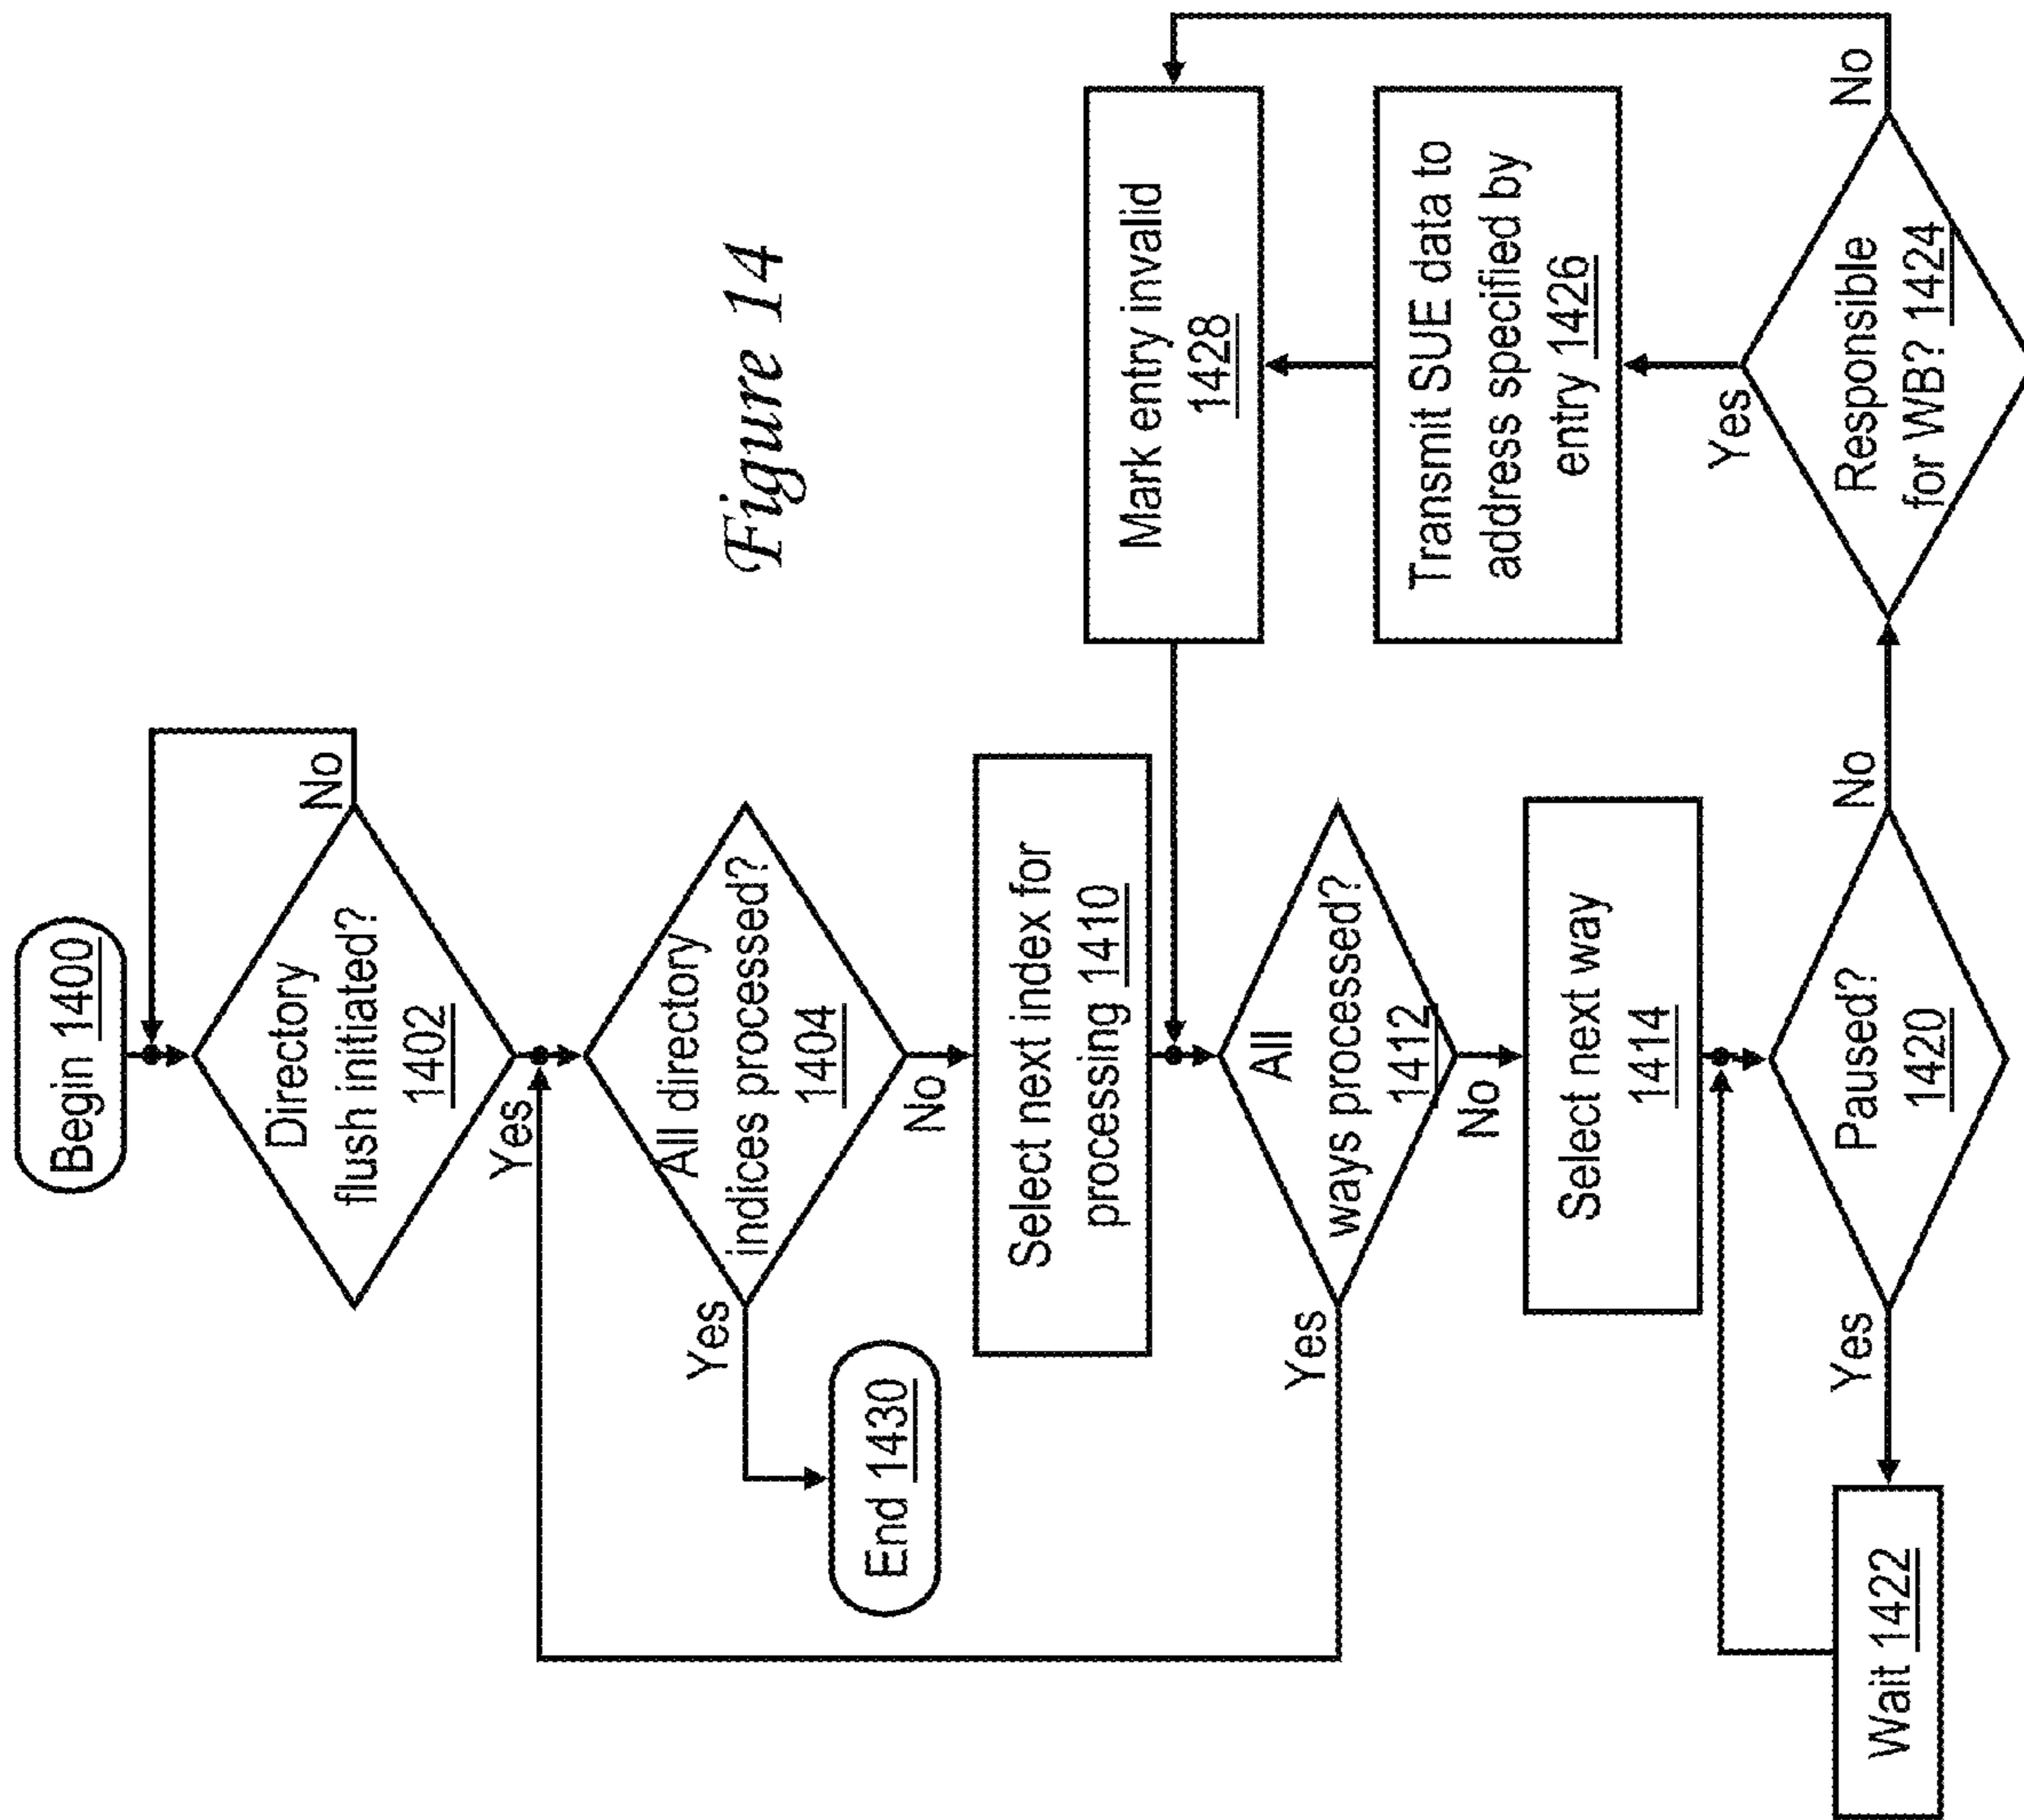 Begin 1400
Directory
flush initiated?
1402
No
Yes
All directory
indices processed?
1404
Yes
No
End 1430
Select next index for
processing 1410
All
ways processed?
1412
Yes
No
Select next way
1414
Paused?
1420
Yes
No
Wait 1422
Responsible
for WB? 1424
Yes
No
Transmit SUE data to
address specified by
entry 1426
Mark entry invalid
1428
Figure 14